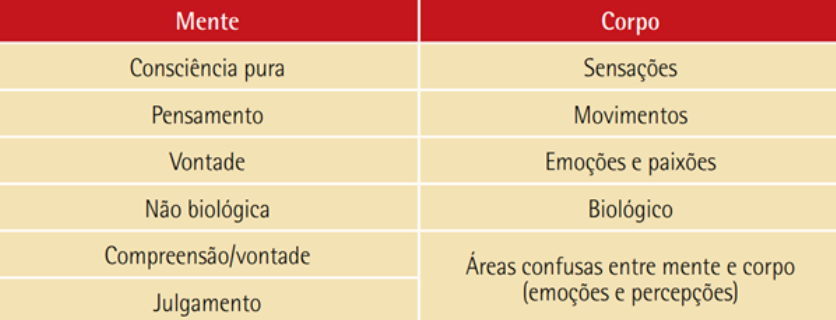 Mente Corpo
Consciência pura Sensações
Pensamento Movimentos
Vontade Emoções e paixões
Não biológica Biológico
Compreensão/vontade
Julgamento
Áreas confusas entre mente e corpo
(emoções e percepções)